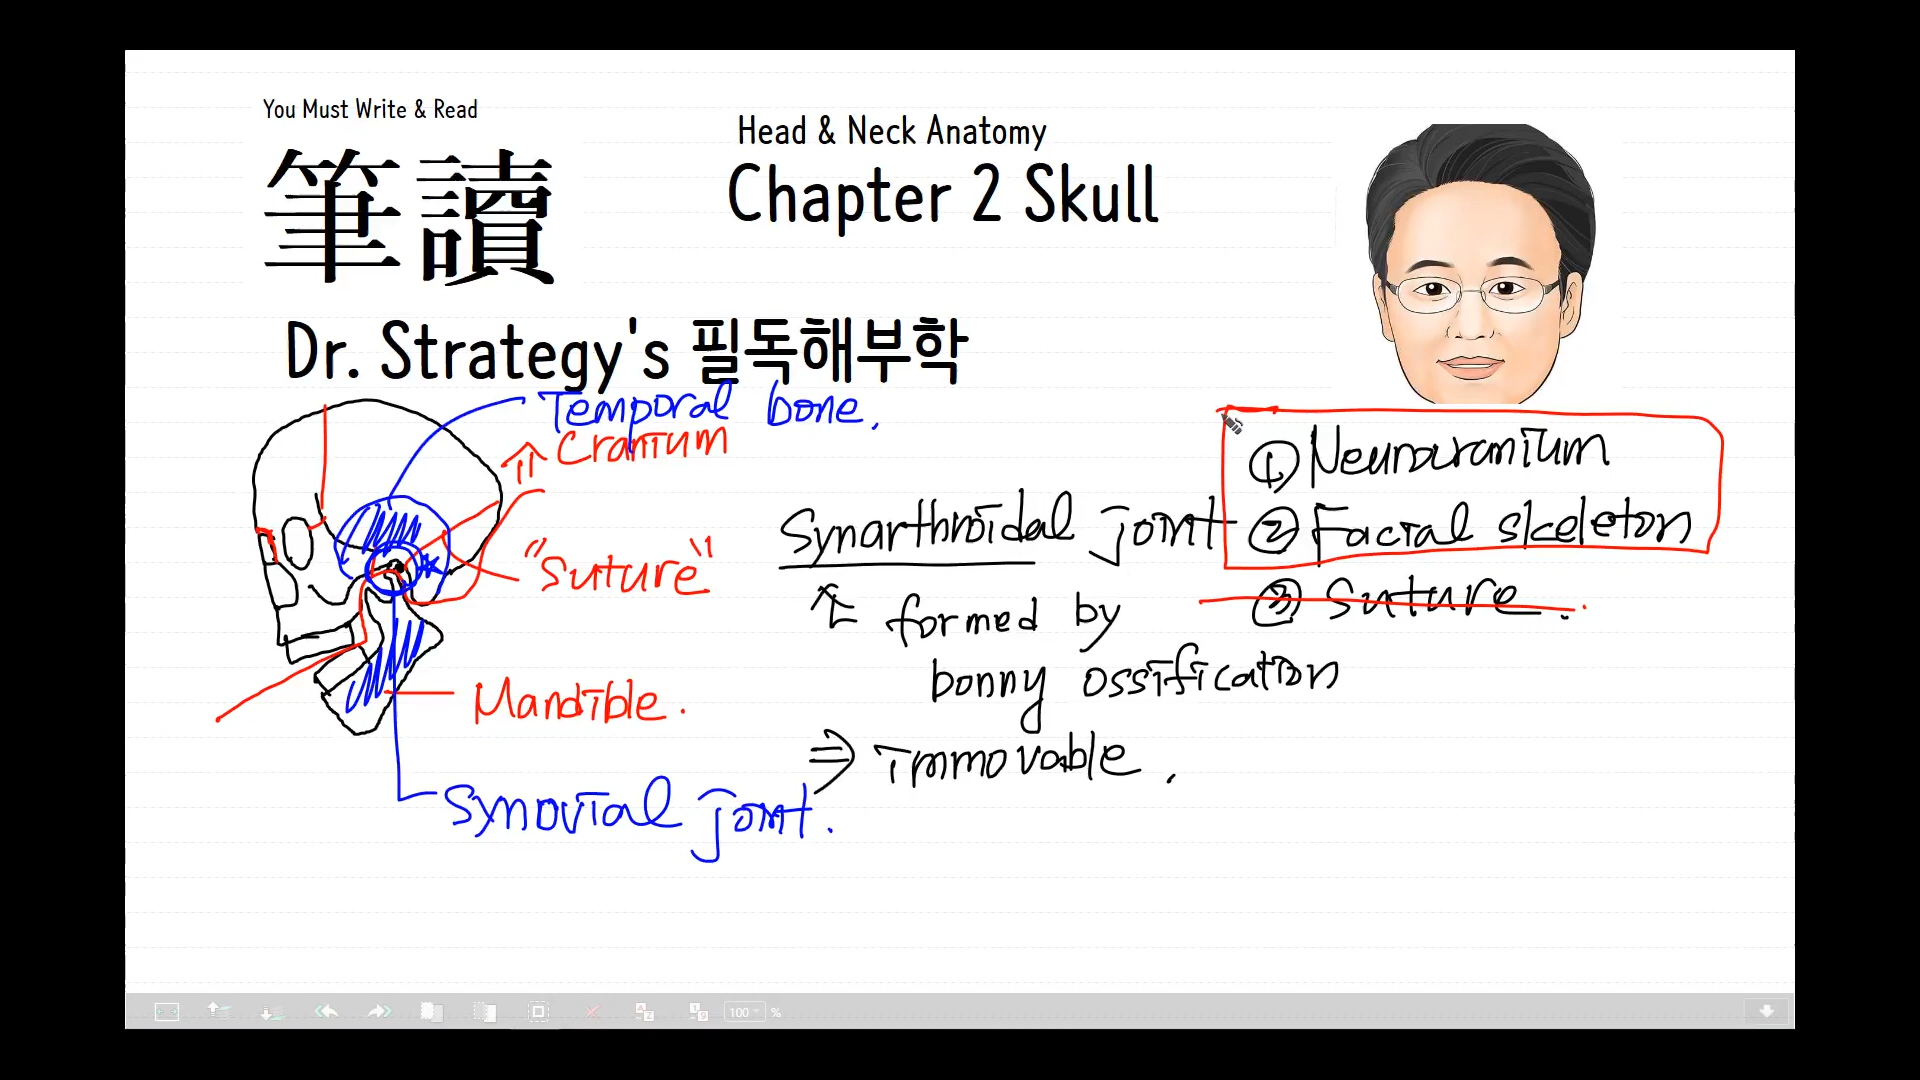 You Must Write & Read
筆讀
Head & Neck Anatomy
Chapter 2 Skull
Dr. Strategy's 필독해부학
Temporal bone,
⇑ Cranium
"Suture"
Mandible.
Synovial joint.
Synarthroidal joint
① Neurocranium
② Facial skeleton
③ Suture.
formed by
bonny ossification
⇒ immovable.
100 %